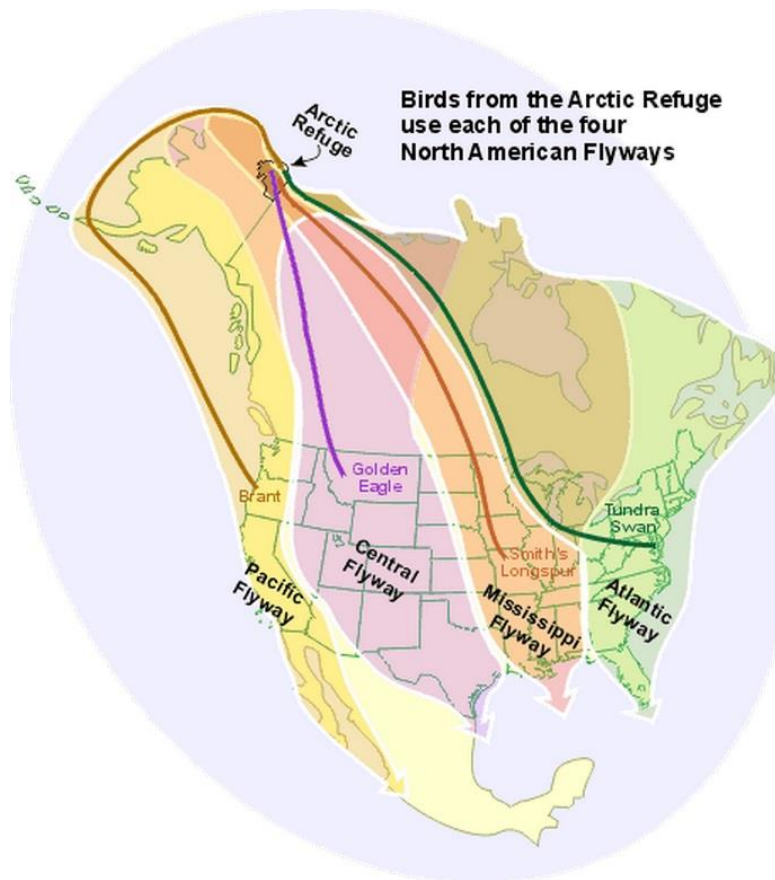 Birds from the Arctic Refuge
use each of the four
North American Flyways
Arctic
Refuge
Golden
Eagle
Brant
Tundra
Swan
Smith's
Longspur
Central
Flyway
Pacific
Flyway
Mississippi
Flyway
Atlantic
Flyway